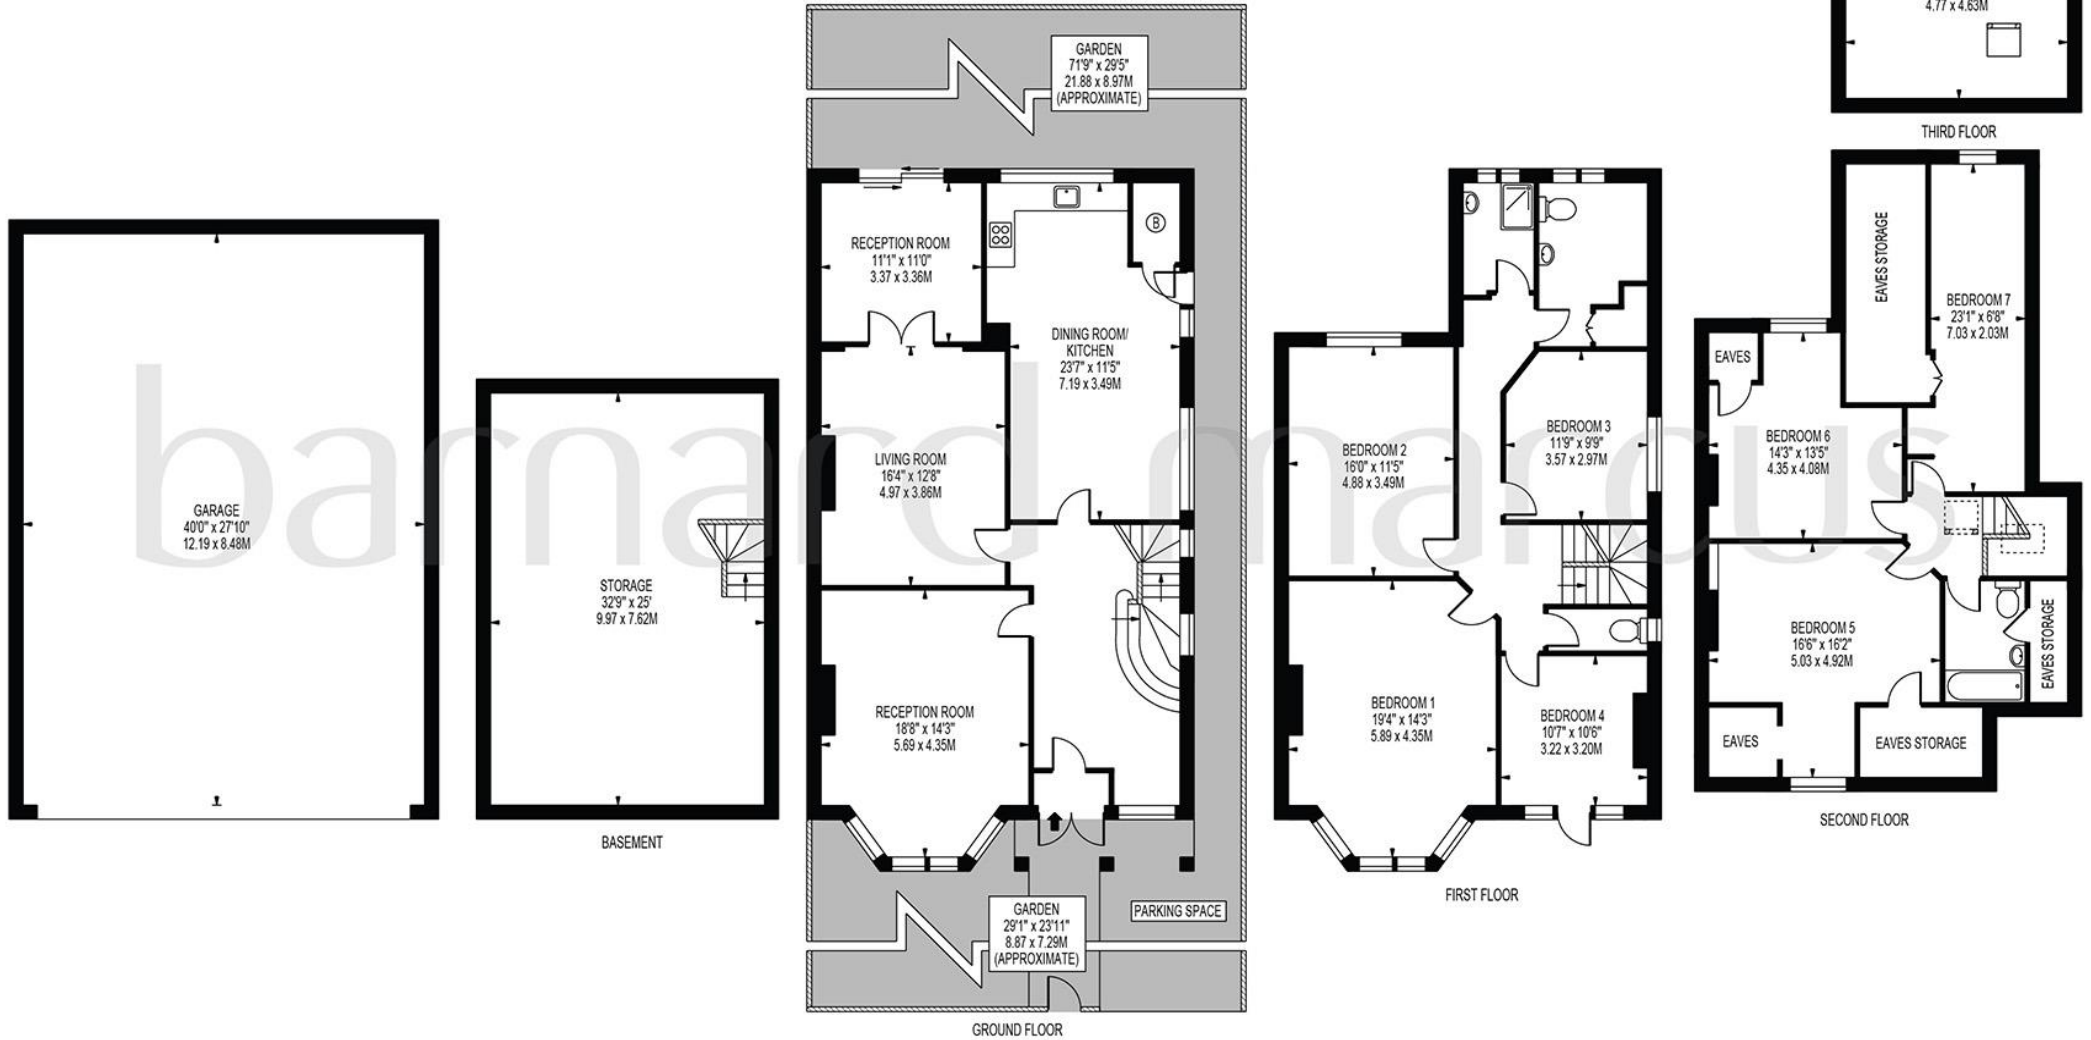 4.77 x 4.63M
THIRD FLOOR
GARDEN
71'9" x 29'5"
21.88 x 8.97M
(APPROXIMATE)
RECEPTION ROOM
11'1" x 11'0"
3.37 x 3.36M
B
DINING ROOM/
KITCHEN
23'7" x 11'5"
7.19 x 3.49M
LIVING ROOM
16'4" x 12'8"
4.97 x 3.86M
RECEPTION ROOM
18'8" x 14'3"
5.69 x 4.35M
GARDEN
29'1" x 23'11"
8.87 x 7.29M
(APPROXIMATE)
PARKING SPACE
GROUND FLOOR
GARAGE
40'0" x 27'10"
12.19 x 8.48M
STORAGE
32'9" x 25'
9.97 x 7.62M
BASEMENT
BEDROOM 2
16'0" x 11'5"
4.88 x 3.49M
BEDROOM 3
11'9" x 9'9"
3.57 x 2.97M
BEDROOM 1
19'4" x 14'3"
5.89 x 4.35M
BEDROOM 4
10'7" x 10'6"
3.22 x 3.20M
FIRST FLOOR
EAVES STORAGE
BEDROOM 7
23'1" x 6'8"
7.03 x 2.03M
EAVES
BEDROOM 6
14'3" x 13'5"
4.35 x 4.08M
BEDROOM 5
16'6" x 16'2"
5.03 x 4.92M
EAVES STORAGE
EAVES
EAVES STORAGE
SECOND FLOOR
barnard marcus